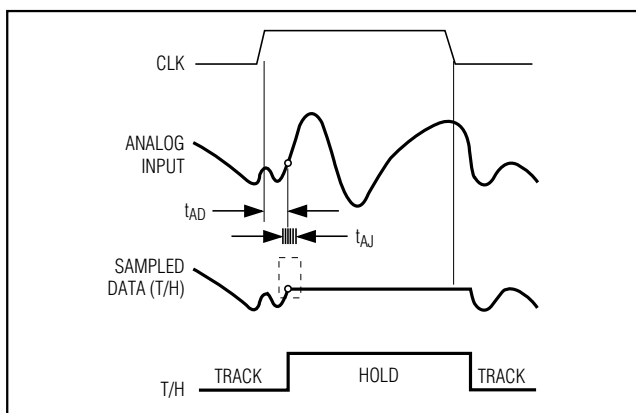 CLK
ANALOG
INPUT
tAD
tAJ
SAMPLED
DATA (T/H)
TRACK
HOLD
TRACK
T/H